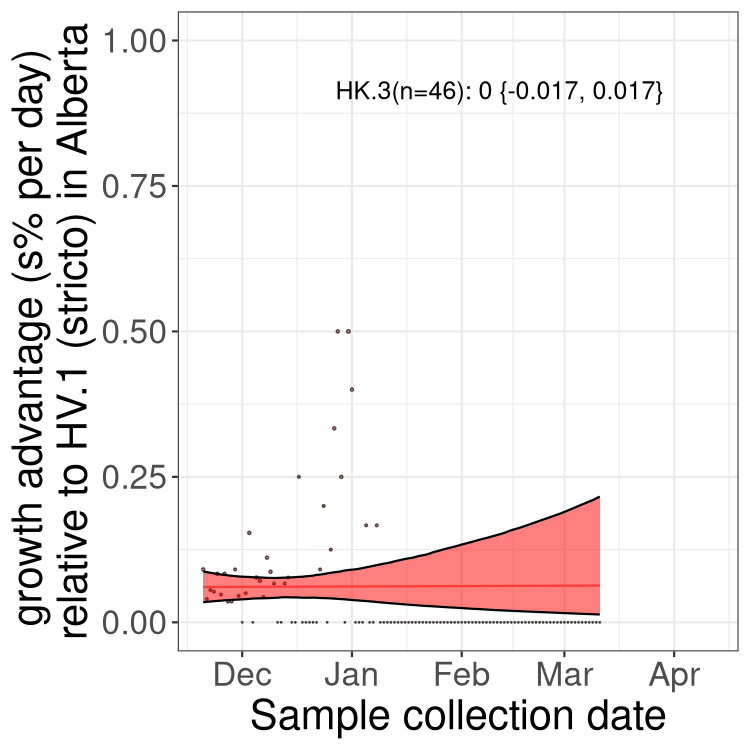 growth advantage (s% per day)
relative to HV.1 (stricto) in Alberta
1.00
0.75
0.50
0.25
0.00
HK.3(n=46): 0 {-0.017, 0.017}
Dec Jan Feb Mar Apr
Sample collection date